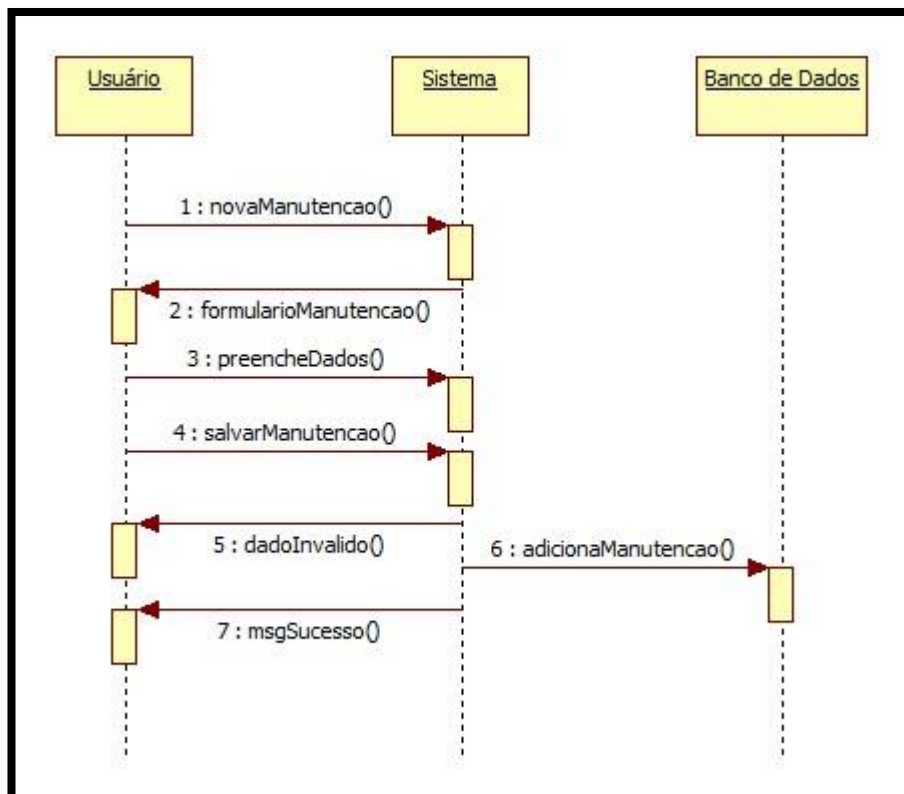 Usuário
Sistema
Banco de Dados
1 : novaManutencao()
2 : formularioManutencao()
3 : preencheDados()
4 : salvarManutencao()
5 : dadoInvalido()
6 : adicionaManutencao()
7 : msgSucesso()